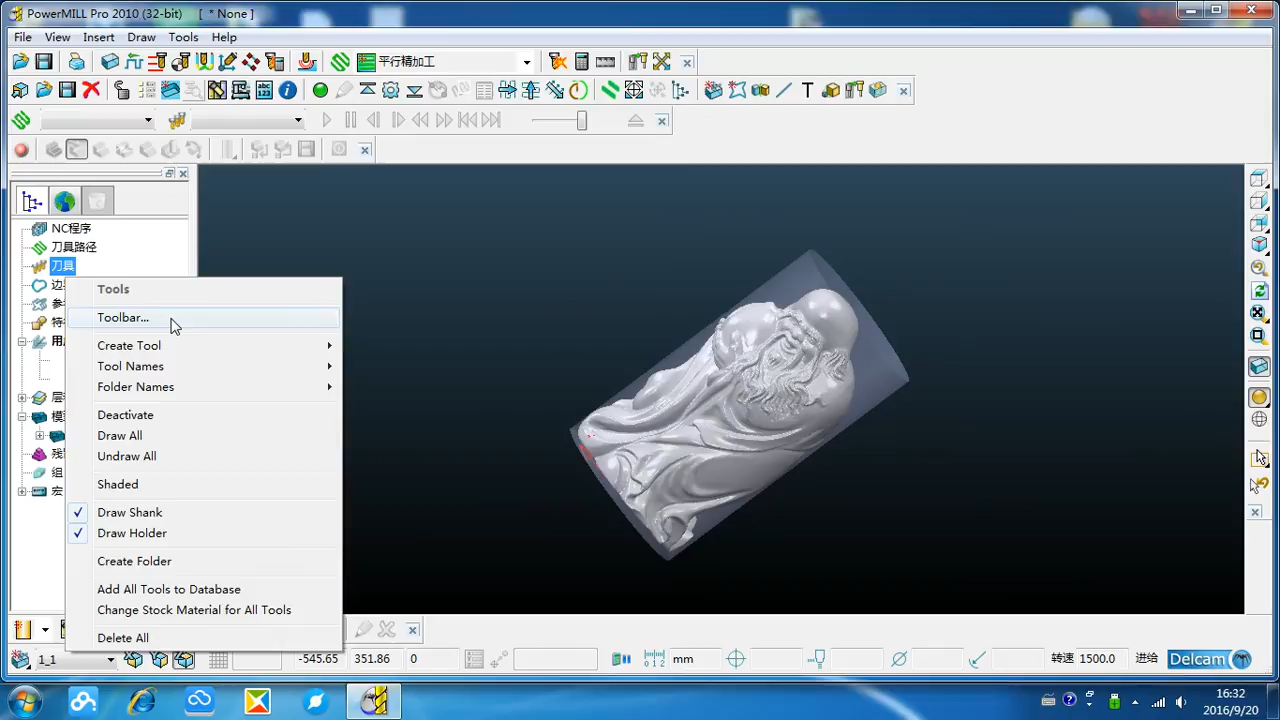 PowerMILL Pro 2010 (32-bit)    [ * None ]
File View Insert Draw Tools Help
平行精加工
NC程序
刀具路径
刀具
Tools
Toolbar...
Create Tool
Tool Names
Folder Names
Deactivate
Draw All
Undraw All
Shaded
Draw Shank
Draw Holder
Create Folder
Add All Tools to Database
Change Stock Material for All Tools
Delete All
1_1 -545.65 351.86 0 mm 转速 1500.0 进给 Delcam
16:32
2016/9/20